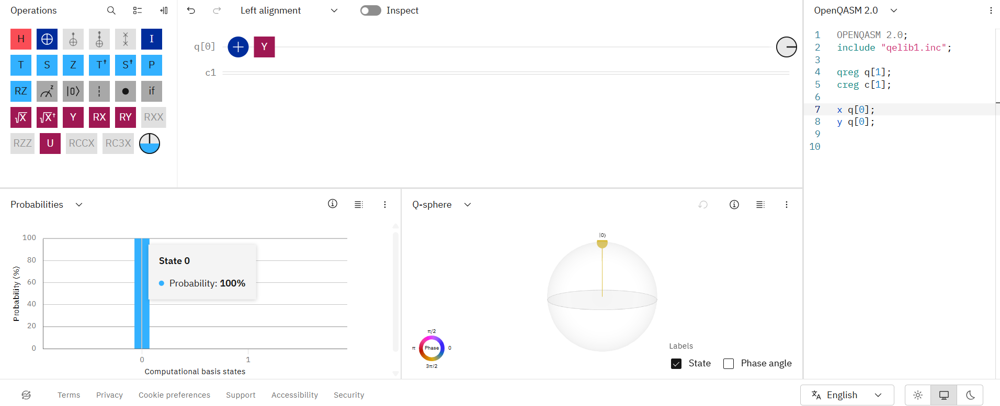 Operations
Left alignment
Inspect
OpenQASM 2.0
H
I
T
S
Z
T†
S†
P
RZ
z
|0⟩
if
√X
√X†
Y
RX
RY
RXX
RZZ
U
RCCX
RC3X
q[0]
Y
c1
1 OPENQASM 2.0;
2 include "qelib1.inc";
3
4 qreg q[1];
5 creg c[1];
6
7 x q[0];
8 y q[0];
9
10
Probabilities
Probability (%)
100
80
60
40
20
0
State 0
Probability: 100%
0
1
Computational basis states
Q-sphere
|0⟩
π/2
π
Phase
0
3π/2
Labels
State
Phase angle
Terms
Privacy
Cookie preferences
Support
Accessibility
Security
English